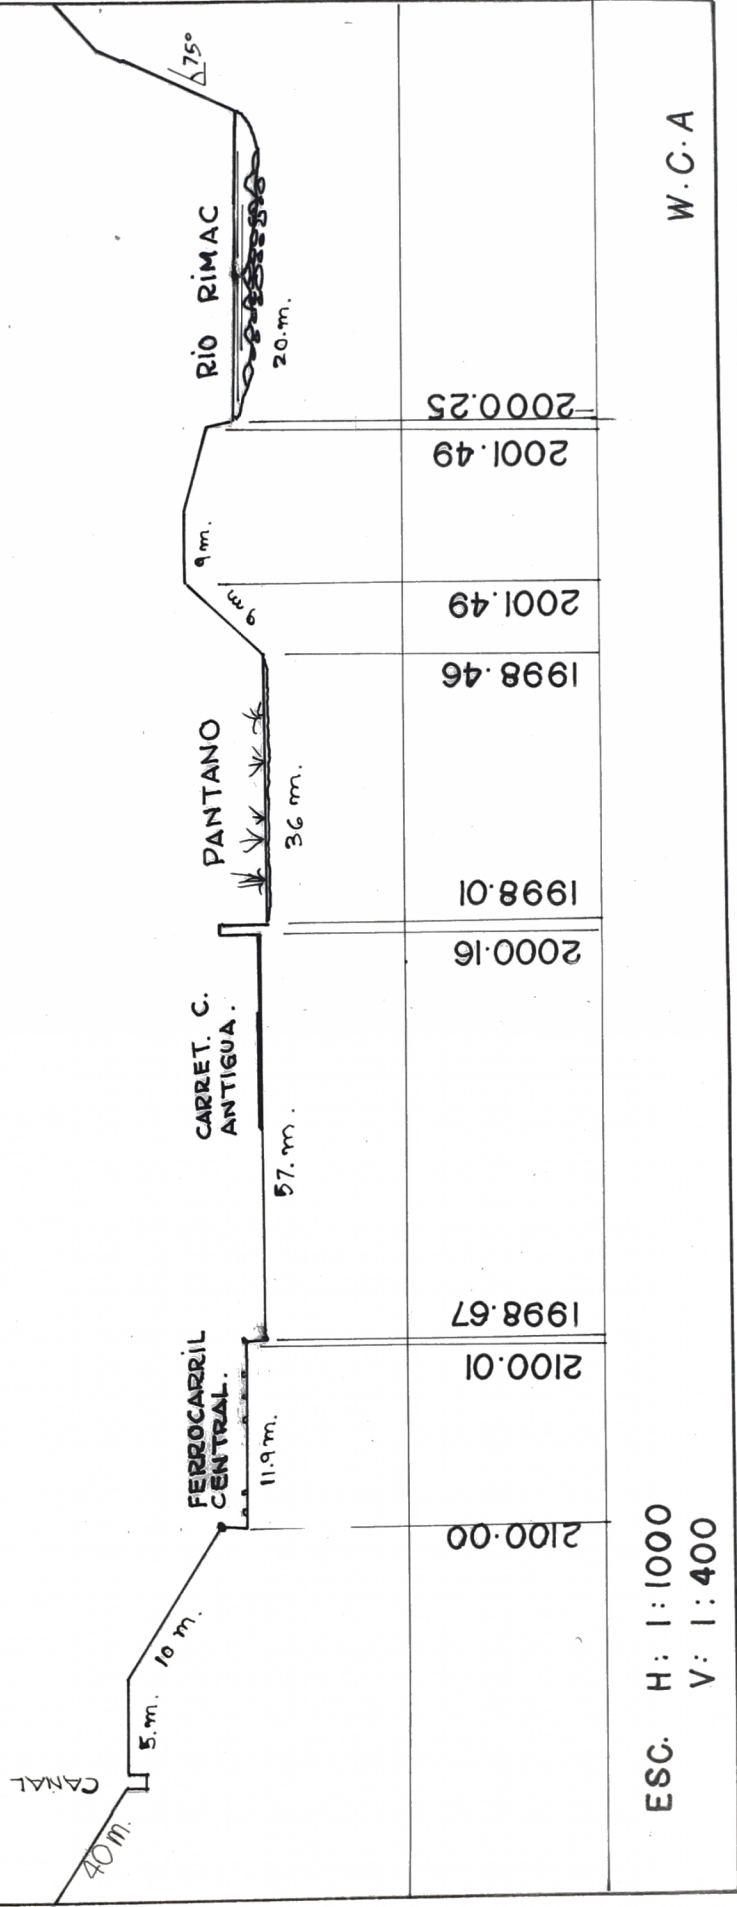 CANAL
40 m.
5. m.
10 m.
FERROCARRIL
CENTRAL.
11.9 m.
CARRET. C.
ANTIGUA.
57. m.
PANTANO
36 m.
9 m.
9 m.
RIO RIMAC
20. m.
75°
2100.00
2100.01
1998.67
2000.16
1998.01
1998.46
2001.49
2001.49
2000.25
ESC. H: 1:1000
V: 1:400
W.C.A